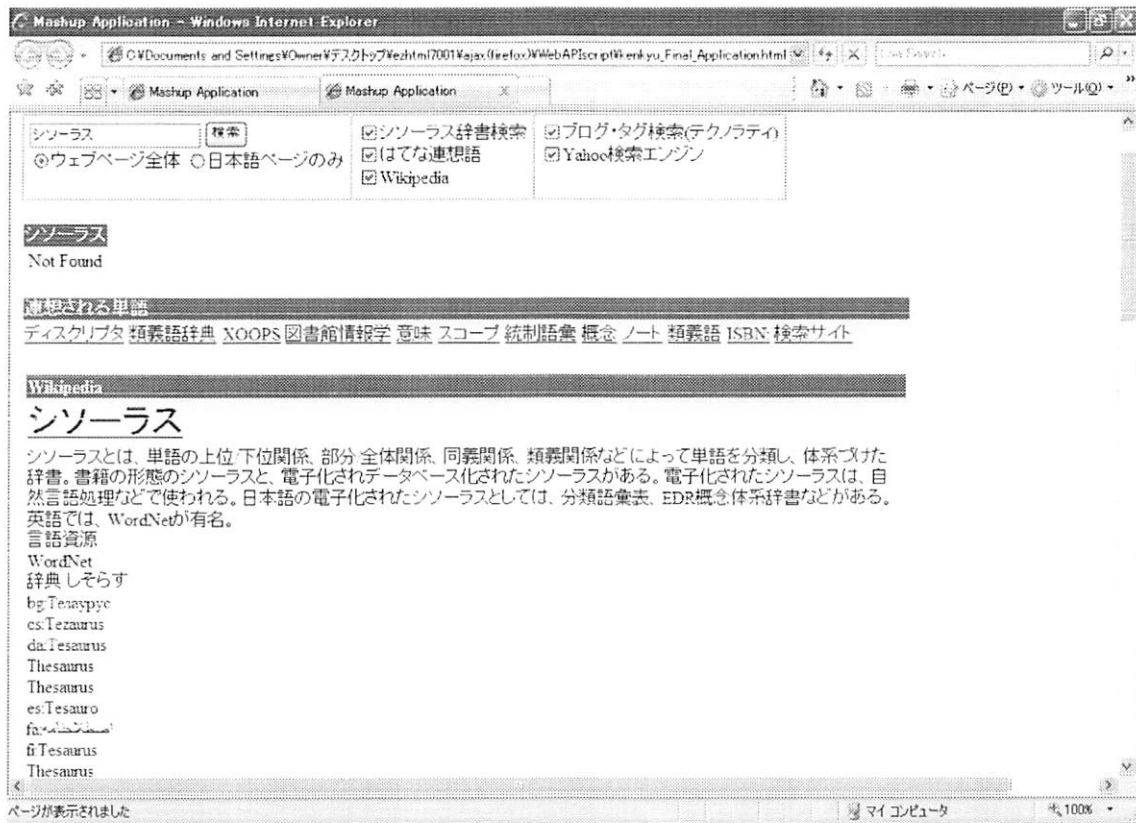 Mashup Application - Windows Internet Explorer
C:¥Documents and Settings¥Owner¥デスクトップ¥ezhtml7001¥ajax(firefox)¥WebAPIscript¥kenkyu_Final_Application.html
Live Search
Mashup Application Mashup Application ページ(P) ツール(O)
シソーラス 検索 シソーラス辞書検索 ブログ・タグ検索(テクノラティ)
ウェブページ全体 日本語ページのみ はてな連想語 Yahoo検索エンジン
Wikipedia
シソーラス
Not Found
連想される単語
ディスクリプタ 類義語辞典 XOOPS 図書館情報学 意味 スコープ 統制語彙 概念 ノート 類義語 ISBN: 検索サイト
Wikipedia
シソーラス
シソーラスとは、単語の上位/下位関係、部分/全体関係、同義関係、類義関係などによって単語を分類し、体系づけた
辞書。書籍の形態のシソーラスと、電子化されデータベース化されたシソーラスがある。電子化されたシソーラスは、自
然言語処理などで使われる。日本語の電子化されたシソーラスとしては、分類語彙表、EDR概念体系辞書などがある。
英語では、WordNetが有名。
言語資源
WordNet
辞典 しそらす
bg:Тезаурус
cs:Tezaurus
da:Tesaurus
Thesaurus
Thesaurus
es:Tesauro
fa:
fi:Tesaurus
Thesaurus
ページが表示されました マイ コンピュータ 100%